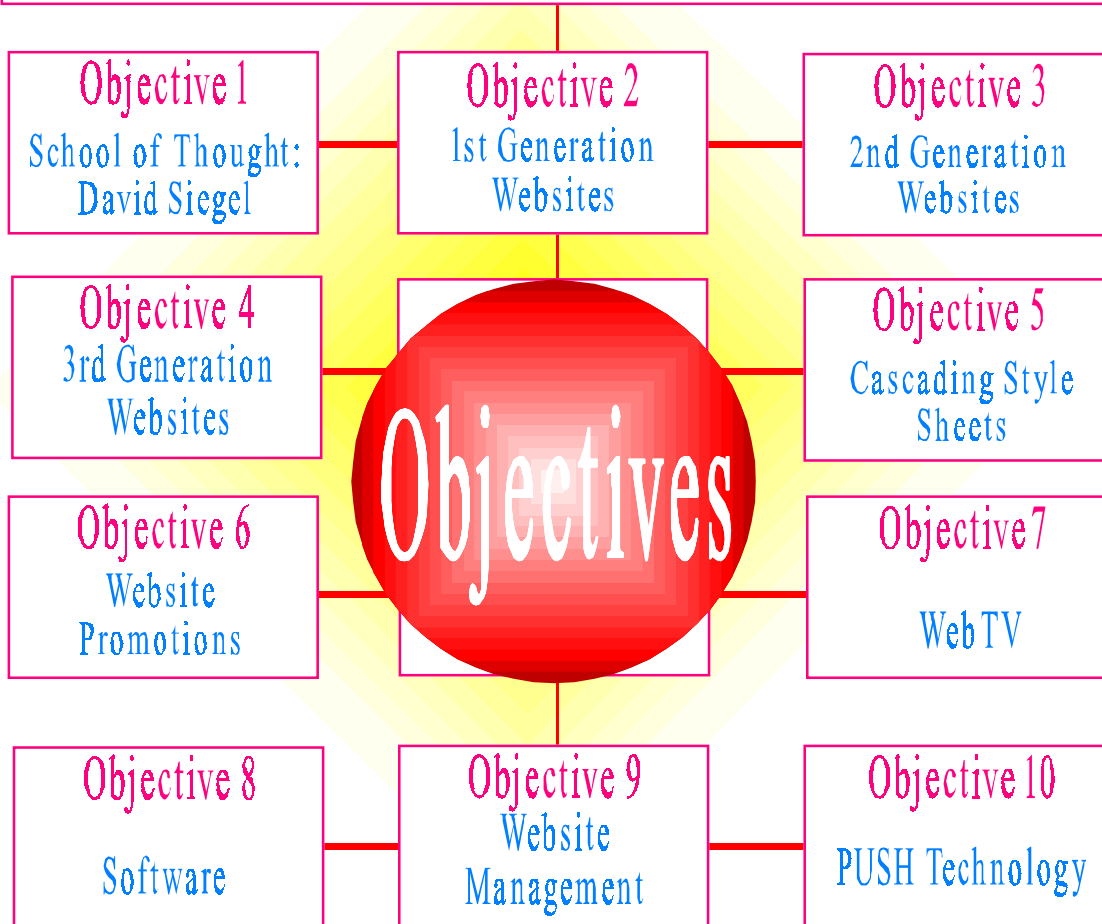 Objective 1
School of Thought:
David Siegel
Objective 2
1st Generation
Websites
Objective 3
2nd Generation
Websites
Objective 4
3rd Generation
Websites
Objectives
Objective 5
Cascading Style
Sheets
Objective 6
Website
Promotions
Objective 7
WebTV
Objective 8
Software
Objective 9
Website
Management
Objective 10
PUSH Technology